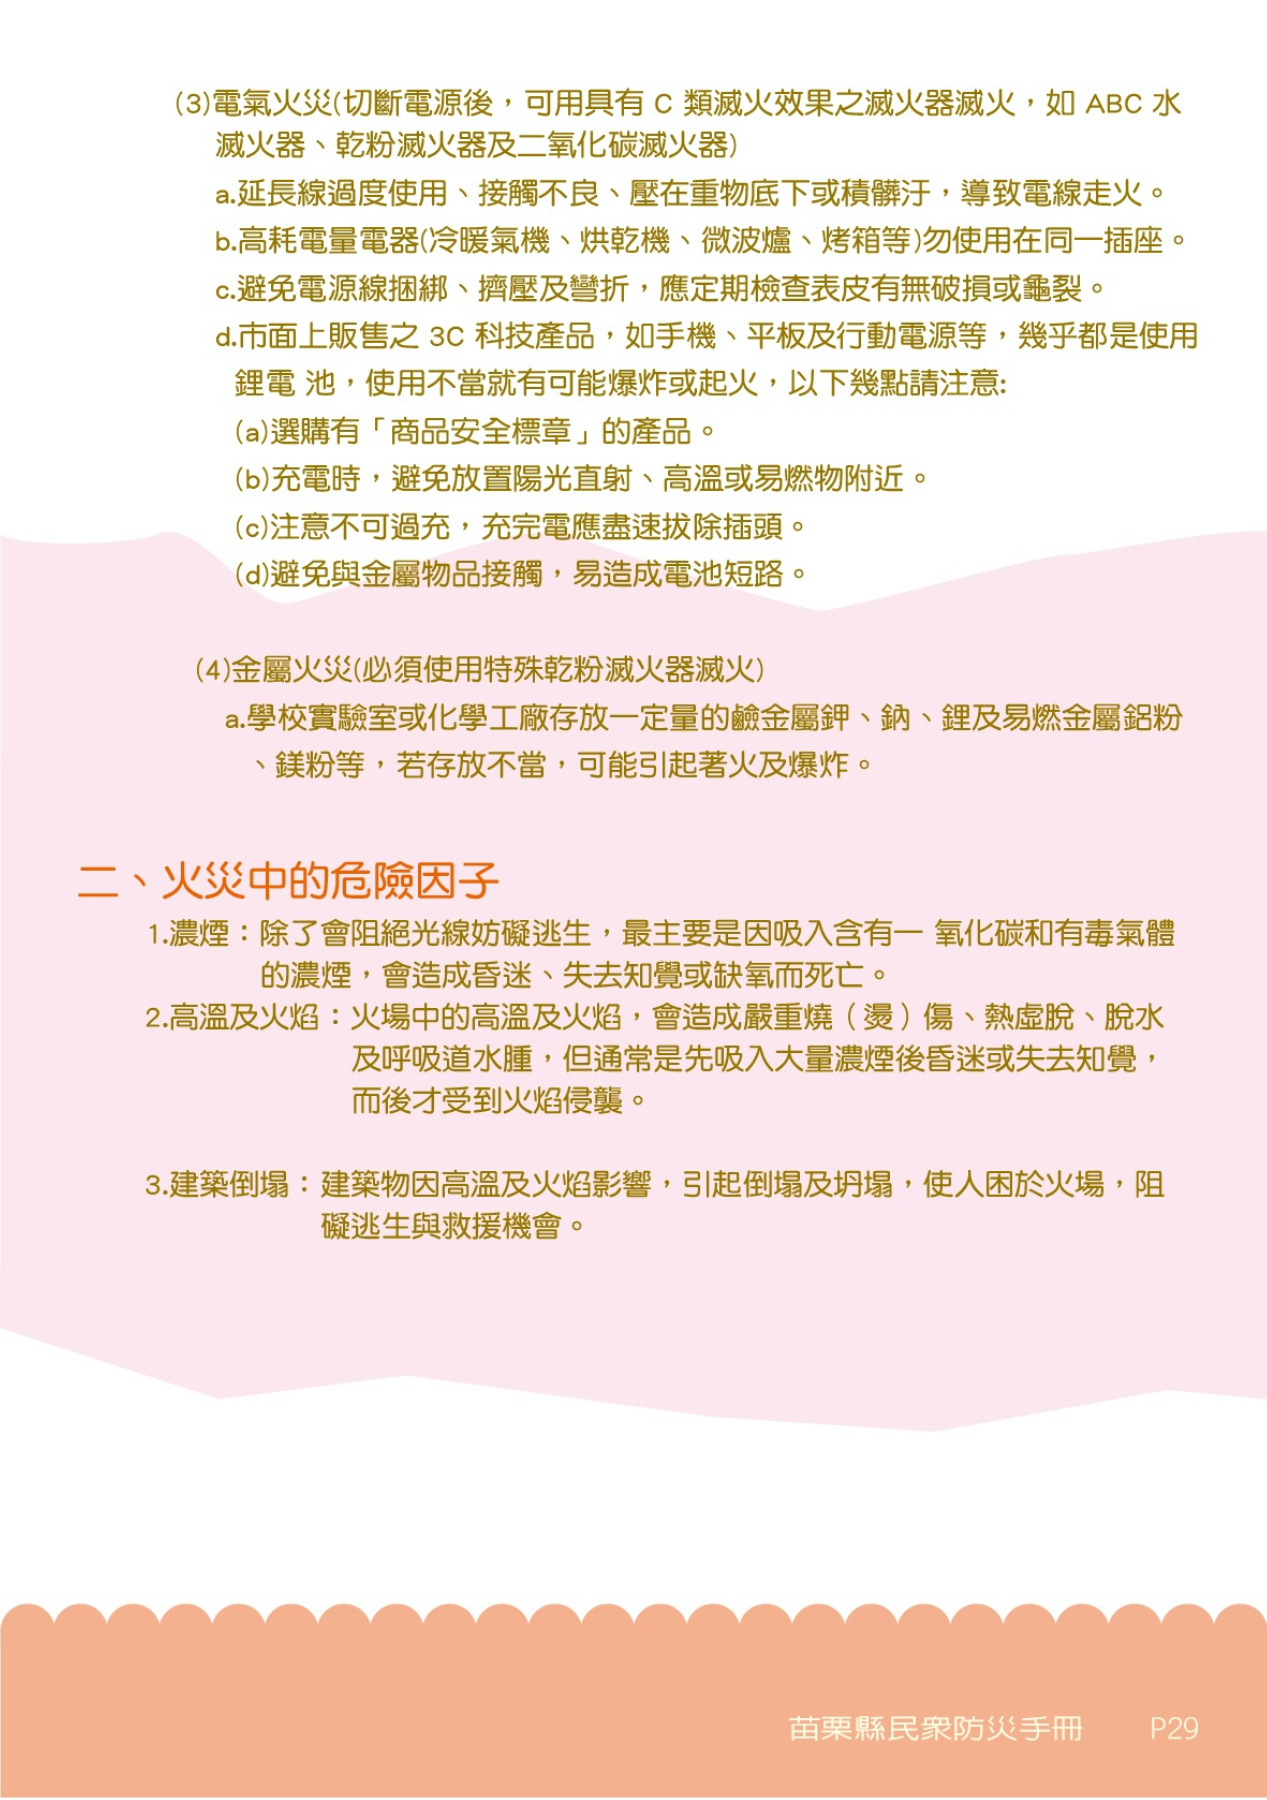 (3)電氣火災(切斷電源後，可用具有 C 類滅火效果之滅火器滅火，如 ABC 水
滅火器、乾粉滅火器及二氧化碳滅火器)
a.延長線過度使用、接觸不良、壓在重物底下或積髒汙，導致電線走火。
b.高耗電量電器(冷暖氣機、烘乾機、微波爐、烤箱等)勿使用在同一插座。
c.避免電源線捆綁、擠壓及彎折，應定期檢查表皮有無破損或龜裂。
d.市面上販售之 3C 科技產品，如手機、平板及行動電源等，幾乎都是使用
鋰電 池，使用不當就有可能爆炸或起火，以下幾點請注意:
(a)選購有「商品安全標章」的產品。
(b)充電時，避免放置陽光直射、高溫或易燃物附近。
(c)注意不可過充，充完電應盡速拔除插頭。
(d)避免與金屬物品接觸，易造成電池短路。
(4)金屬火災(必須使用特殊乾粉滅火器滅火)
a.學校實驗室或化學工廠存放一定量的鹼金屬鉀、鈉、鋰及易燃金屬鋁粉
、鎂粉等，若存放不當，可能引起著火及爆炸。
二、火災中的危險因子
1.濃煙：除了會阻絕光線妨礙逃生，最主要是因吸入含有一 氧化碳和有毒氣體
的濃煙，會造成昏迷、失去知覺或缺氧而死亡。
2.高溫及火焰：火場中的高溫及火焰，會造成嚴重燒（燙）傷、熱虛脫、脫水
及呼吸道水腫，但通常是先吸入大量濃煙後昏迷或失去知覺，
而後才受到火焰侵襲。
3.建築倒塌：建築物因高溫及火焰影響，引起倒塌及坍塌，使人困於火場，阻
礙逃生與救援機會。
苗栗縣民眾防災手冊 P29